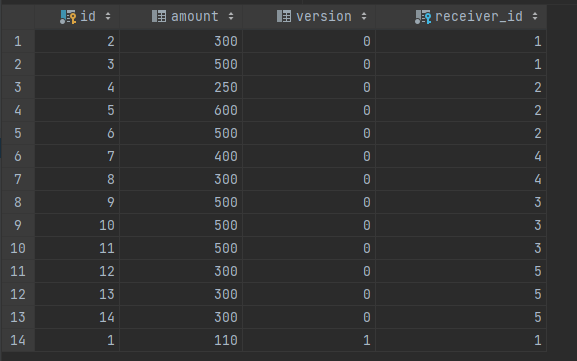 id amount version receiver_id
1 2 300 0 1
2 3 500 0 1
3 4 250 0 2
4 5 600 0 2
5 6 500 0 2
6 7 400 0 4
7 8 300 0 4
8 9 500 0 3
9 10 500 0 3
10 11 500 0 3
11 12 300 0 5
12 13 300 0 5
13 14 300 0 5
14 1 110 1 1